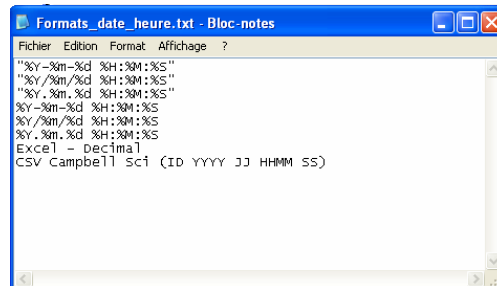 Formats_date_heure.txt - Bloc-notes
Fichier Edition Format Affichage ?
"%Y-%m-%d %H:%M:%S"
"%Y/%m/%d %H:%M:%S"
"%Y.%m.%d %H:%M:%S"
%Y-%m-%d %H:%M:%S
%Y/%m/%d %H:%M:%S
%Y.%m.%d %H:%M:%S
Excel - Decimal
CSV Campbell Sci (ID YYYY JJ HHMM SS)